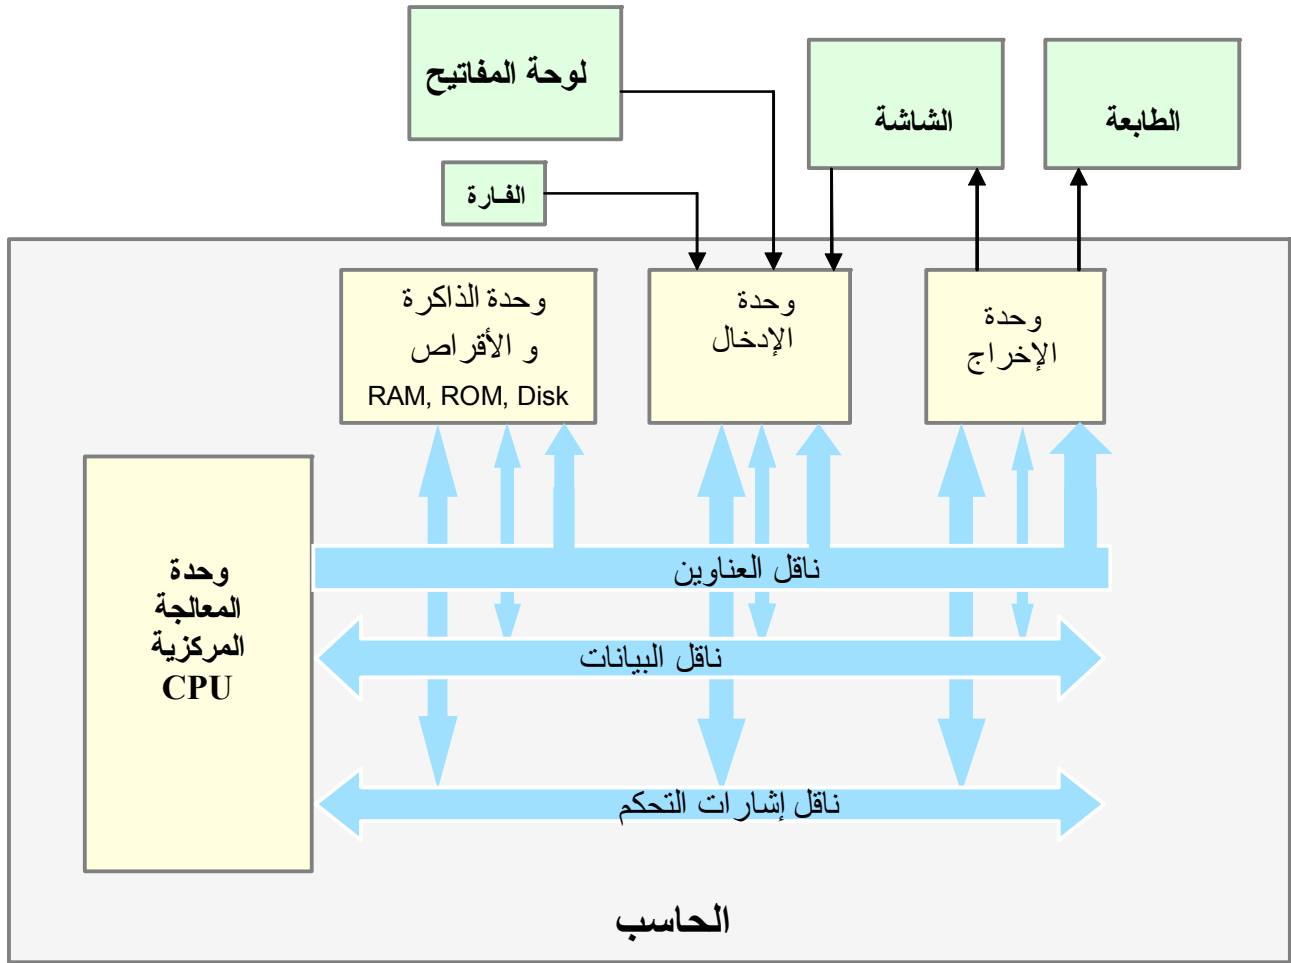 لوحة المفاتيح
الشاشة
الطابعة
الفـارة
وحدة الذاكرة
و الأقراص
RAM, ROM, Disk
وحدة
الإدخال
وحدة
الإخراج
وحدة
المعالجة
المركزية
CPU
ناقل العناوين
ناقل البيانات
ناقل إشارات التحكم
الحاسب